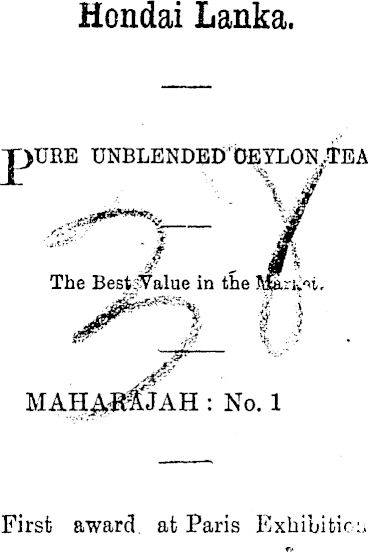 Hondai Lanka.
PURE UNBLENDED CEYLON TEA
The Best Value in the Market.
MAHARAJAH : No. 1
First award at Paris Exhibition
38